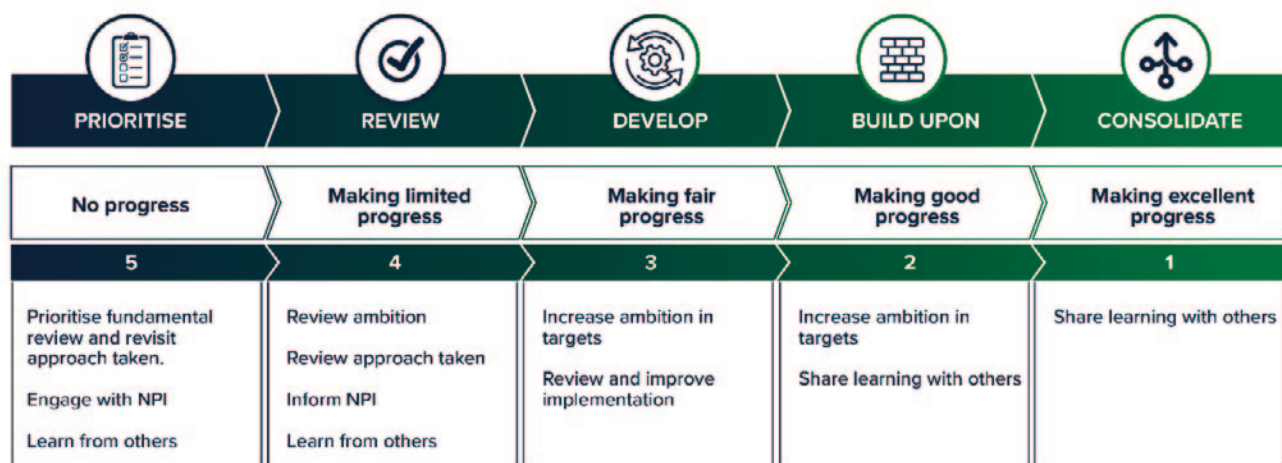 PRIORITISE
REVIEW
DEVELOP
BUILD UPON
CONSOLIDATE
No progress
Making limited
progress
Making fair
progress
Making good
progress
Making excellent
progress
5
4
3
2
1
Prioritise fundamental
review and revisit
approach taken.
Engage with NPI
Learn from others
Review ambition
Review approach taken
Inform NPI
Learn from others
Increase ambition in
targets
Review and improve
implementation
Increase ambition in
targets
Share learning with others
Share learning with others